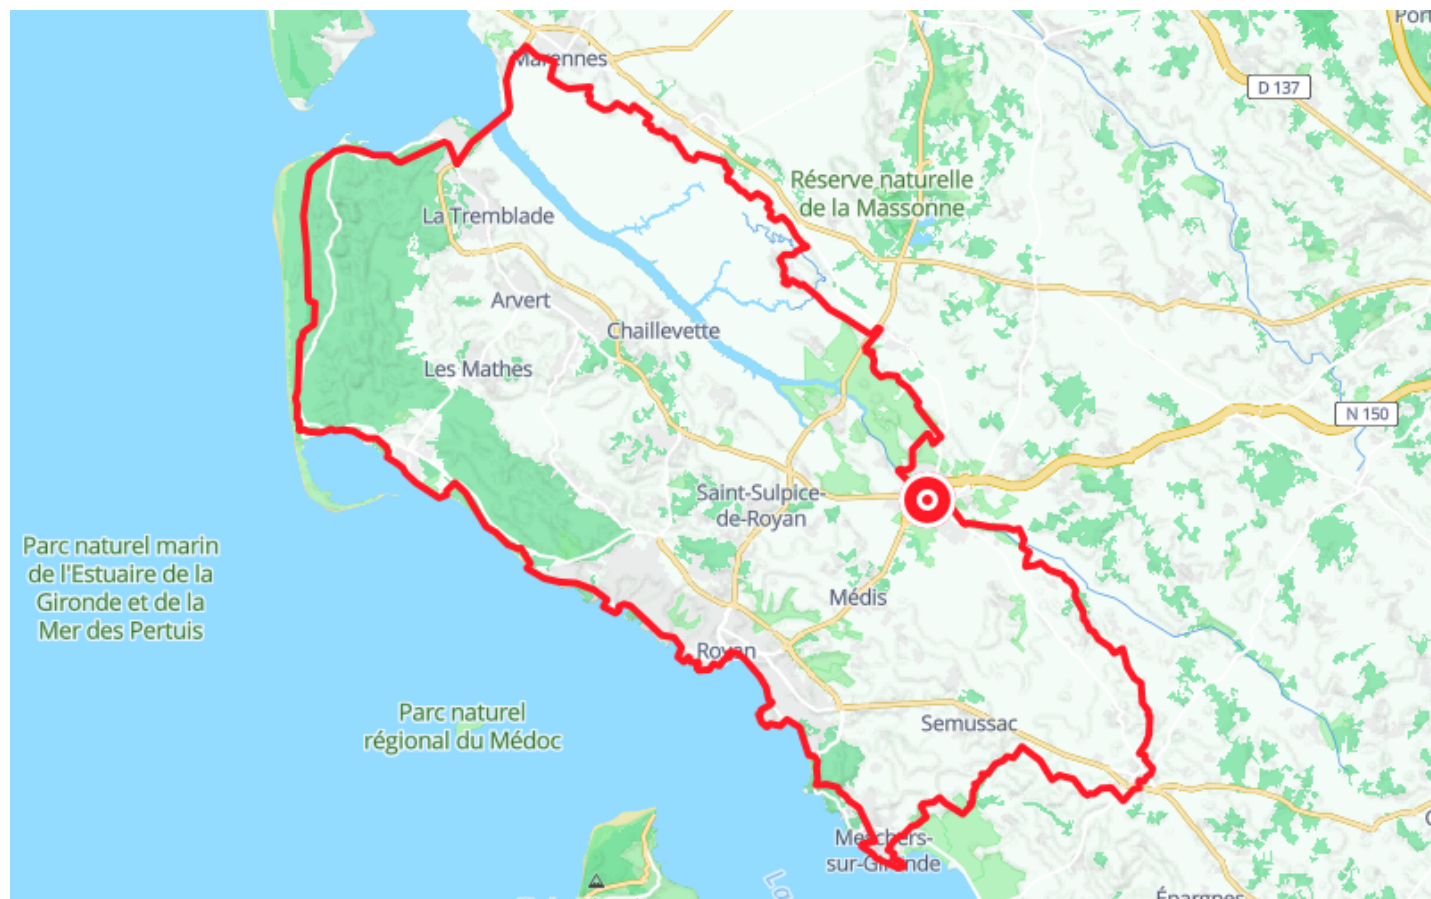 Marennes
D 137
Réserve naturelle
de la Massonne
La Tremblade
Arvert
Chaillevette
Les Mathes
N 150
Saint-Sulpice-
de-Royan
Parc naturel marin
de l'Estuaire de la
Gironde et de la
Mer des Pertuis
Médis
Royan
Parc naturel
régional du Médoc
Semussac
Meschers-
sur-Gironde
La